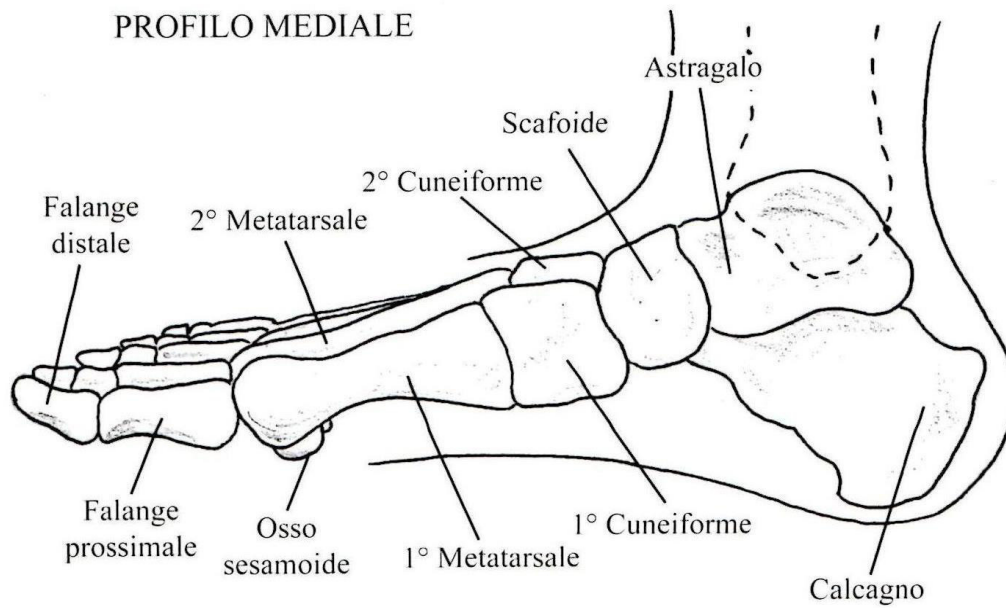 PROFILO MEDIALE
Astragalo
Scafoide
2° Cuneiforme
Falange
distale
2° Metatarsale
Falange
prossimale
Osso
sesamoide
1° Metatarsale
1° Cuneiforme
Calcagno